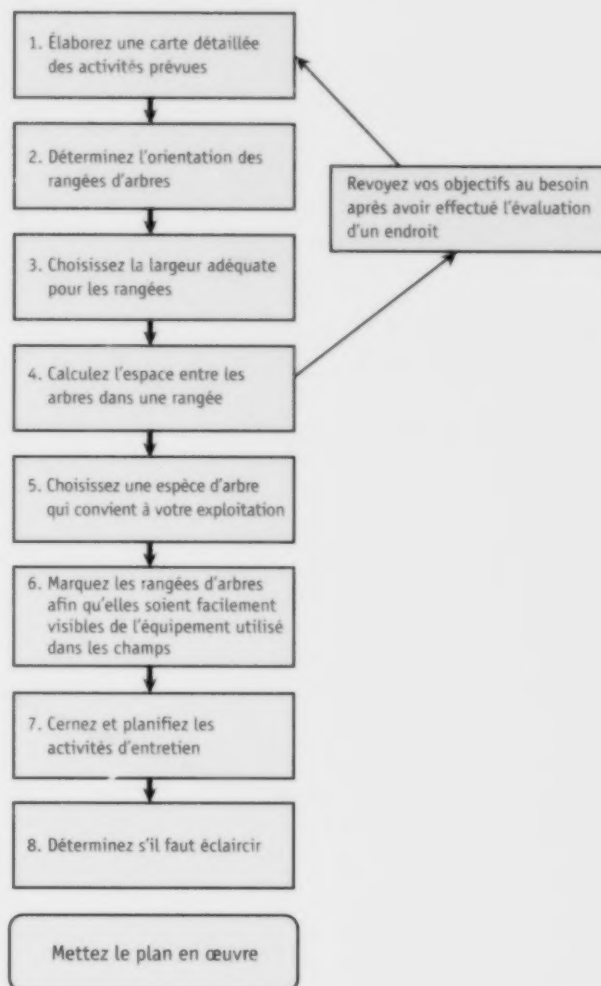 1. Élaborez une carte détaillée
des activités prévues
2. Déterminez l'orientation des
rangées d'arbres
Revoyez vos objectifs au besoin
après avoir effectué l'évaluation
d'un endroit
3. Choisissez la largeur adéquate
pour les rangées
4. Calculez l'espace entre les
arbres dans une rangée
5. Choisissez une espèce d'arbre
qui convient à votre exploitation
6. Marquez les rangées d'arbres
afin qu'elles soient facilement
visibles de l'équipement utilisé
dans les champs
7. Cernez et planifiez les
activités d'entretien
8. Déterminez s'il faut éclaircir
Mettez le plan en œuvre